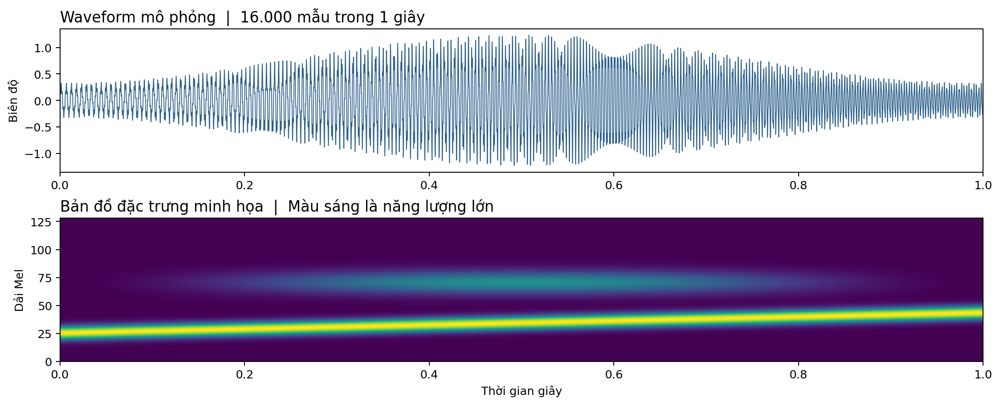 Waveform mô phỏng | 16.000 mẫu trong 1 giây
Biên độ
1.0
0.5
0.0
−0.5
−1.0
0.0 0.2 0.4 0.6 0.8 1.0
Bản đồ đặc trưng minh họa | Màu sáng là năng lượng lớn
Dải Mel
125
100
75
50
25
0
0.0 0.2 0.4 0.6 0.8 1.0
Thời gian giây